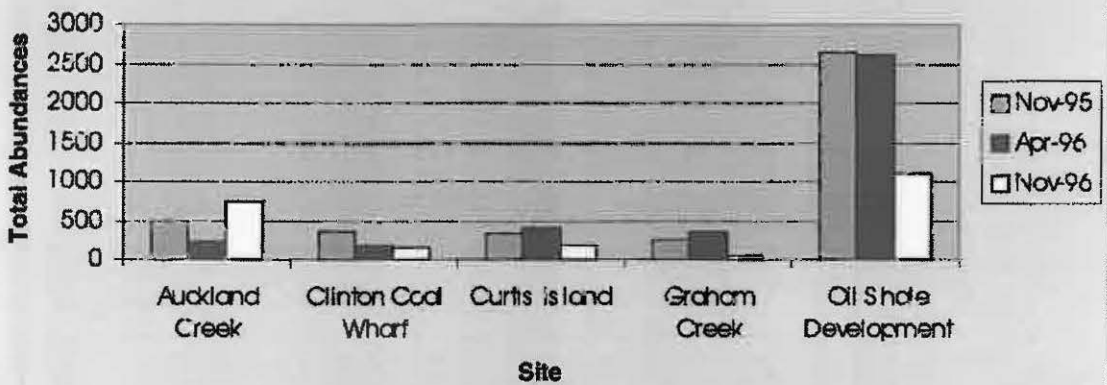 Total Abundances
3000
2500
2000
1500
1000
500
0
Auckland Creek
Clinton Coal Wharf
Curtis Island
Graham Creek
Oil Shale Development
Site
Nov-95
Apr-96
Nov-96